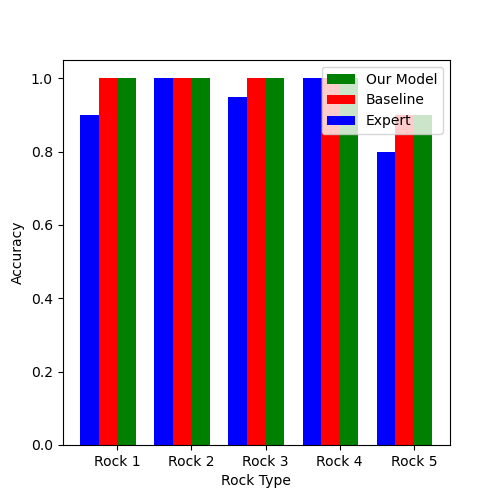 Our Model
Baseline
Expert
1.0
0.8
0.6
0.4
0.2
0.0
Accuracy
Rock 1 Rock 2 Rock 3 Rock 4 Rock 5
Rock Type